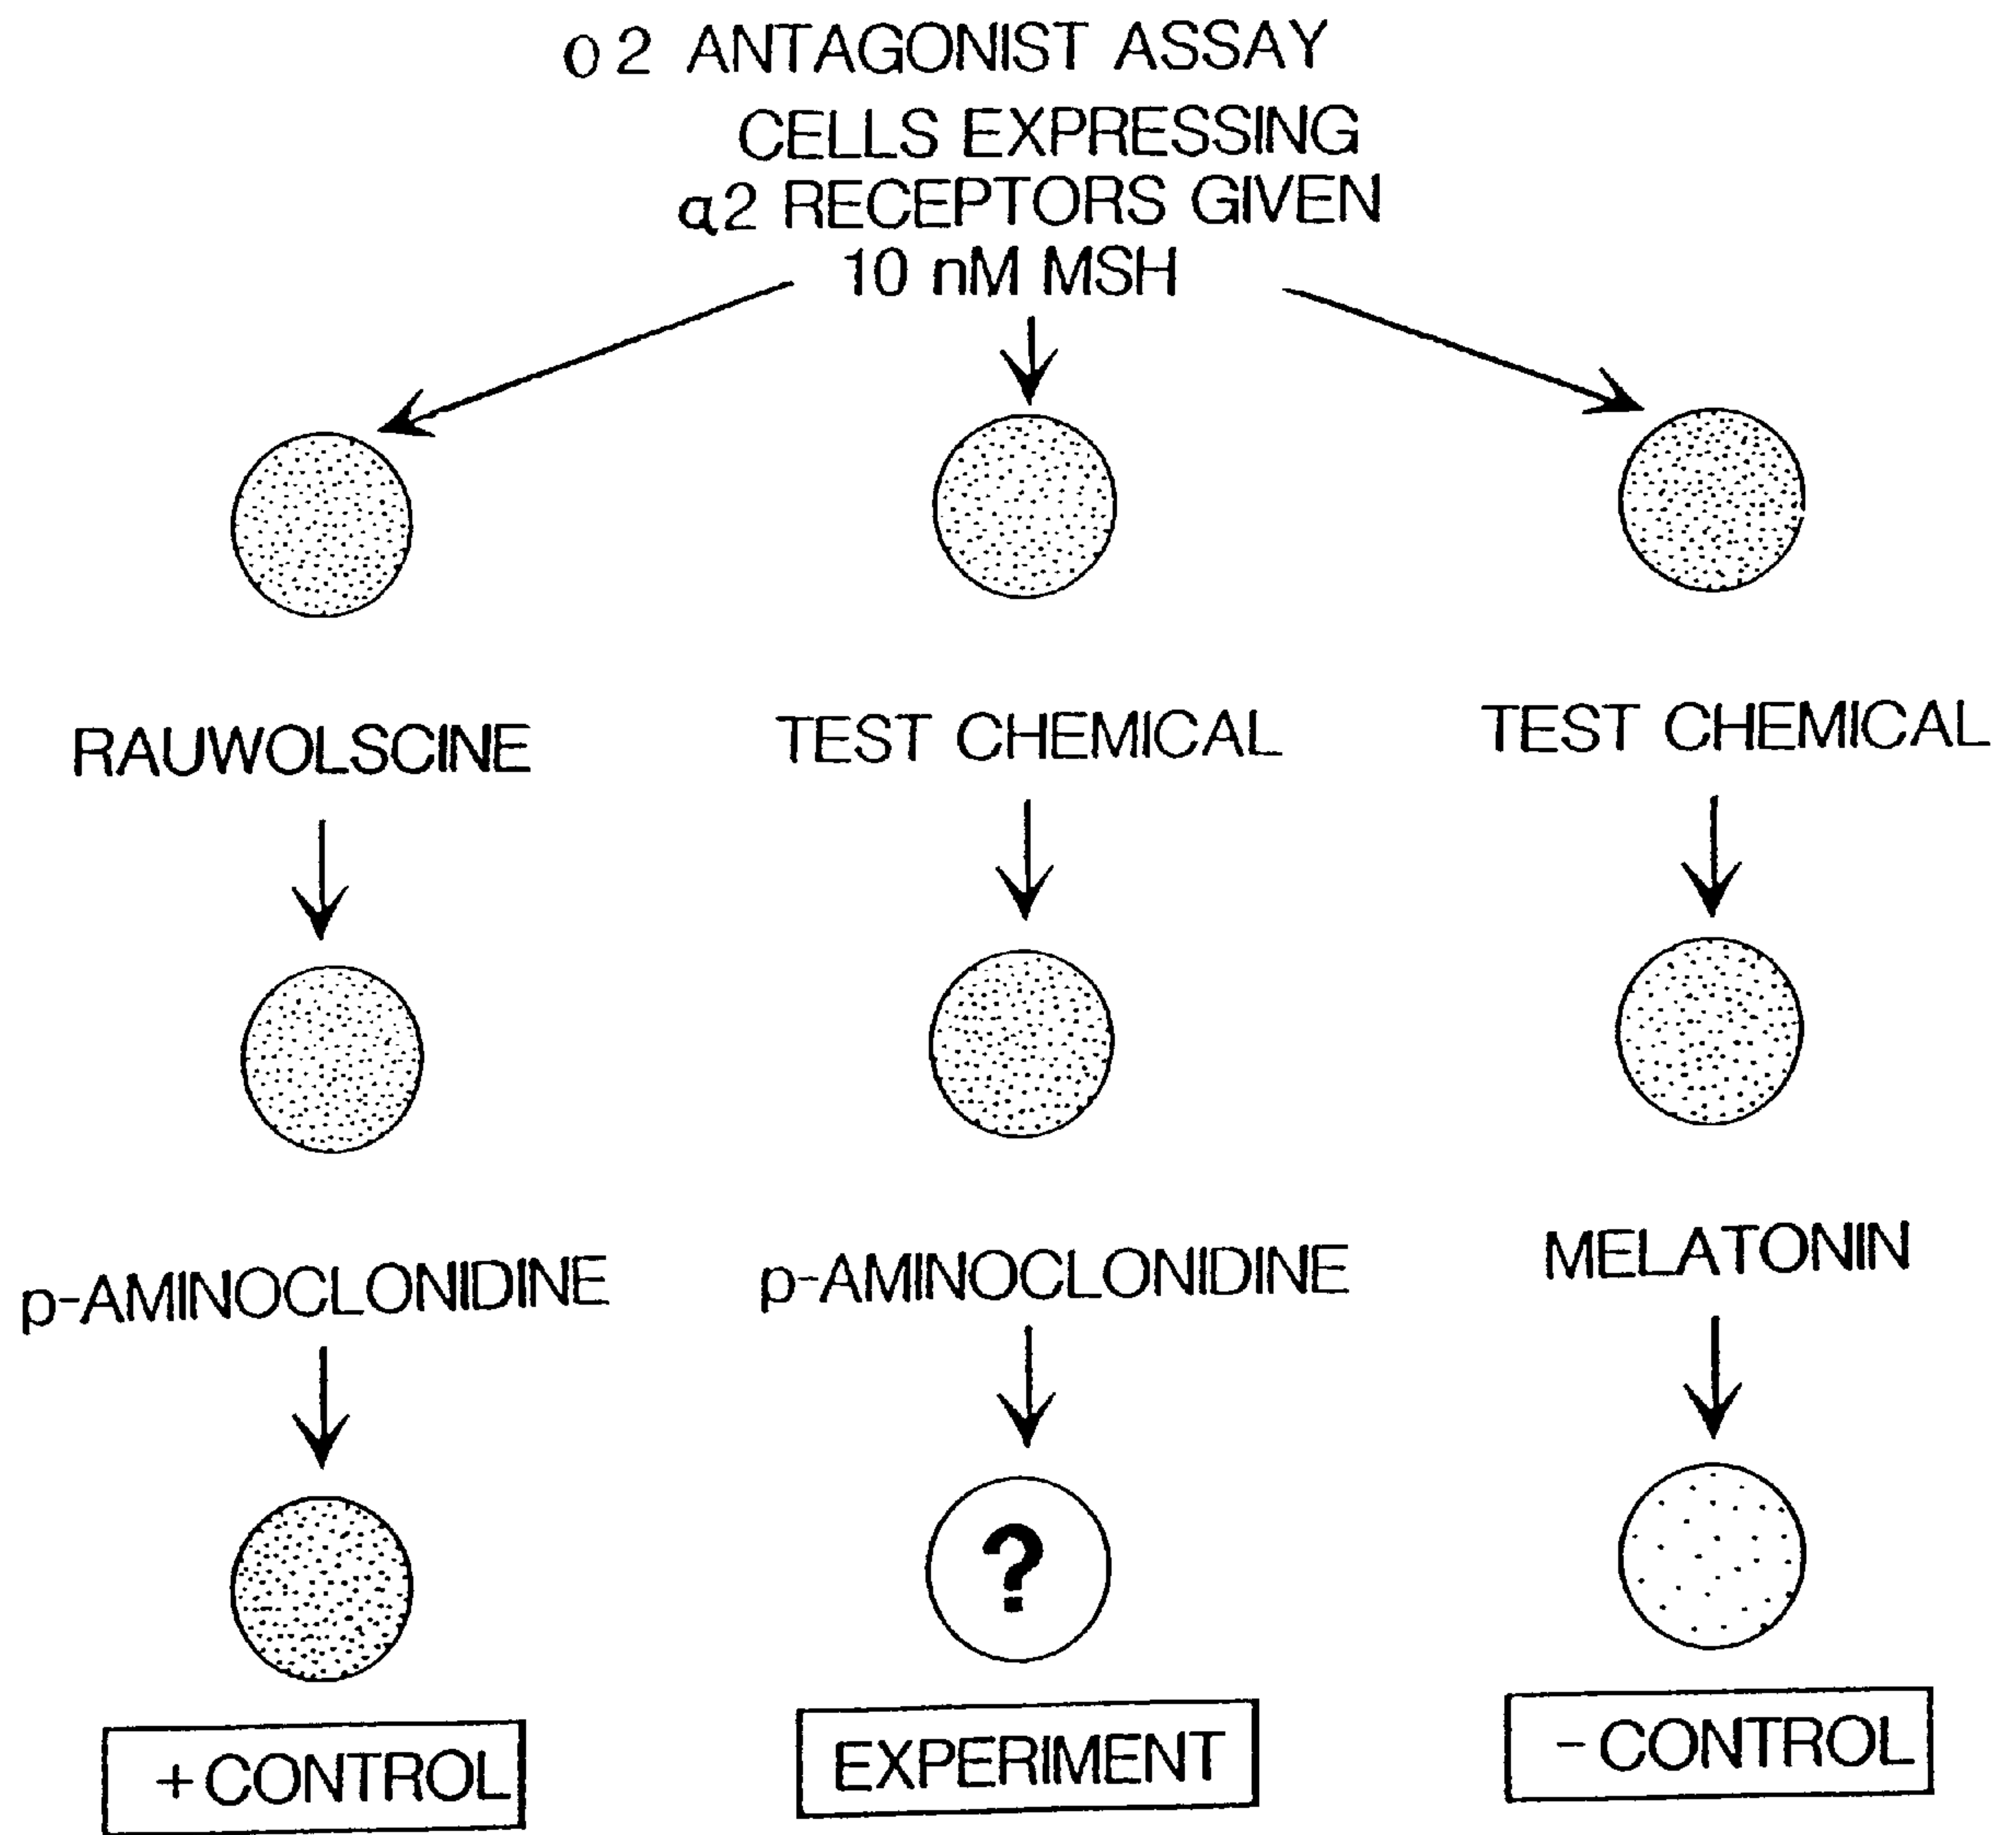 α2 ANTAGONIST ASSAY
CELLS EXPRESSING
α2 RECEPTORS GIVEN
10 nM MSH
RAUWOLSCINE
TEST CHEMICAL
TEST CHEMICAL
p-AMINOCLONIDINE
p-AMINOCLONIDINE
MELATONIN
?
+CONTROL
EXPERIMENT
-CONTROL